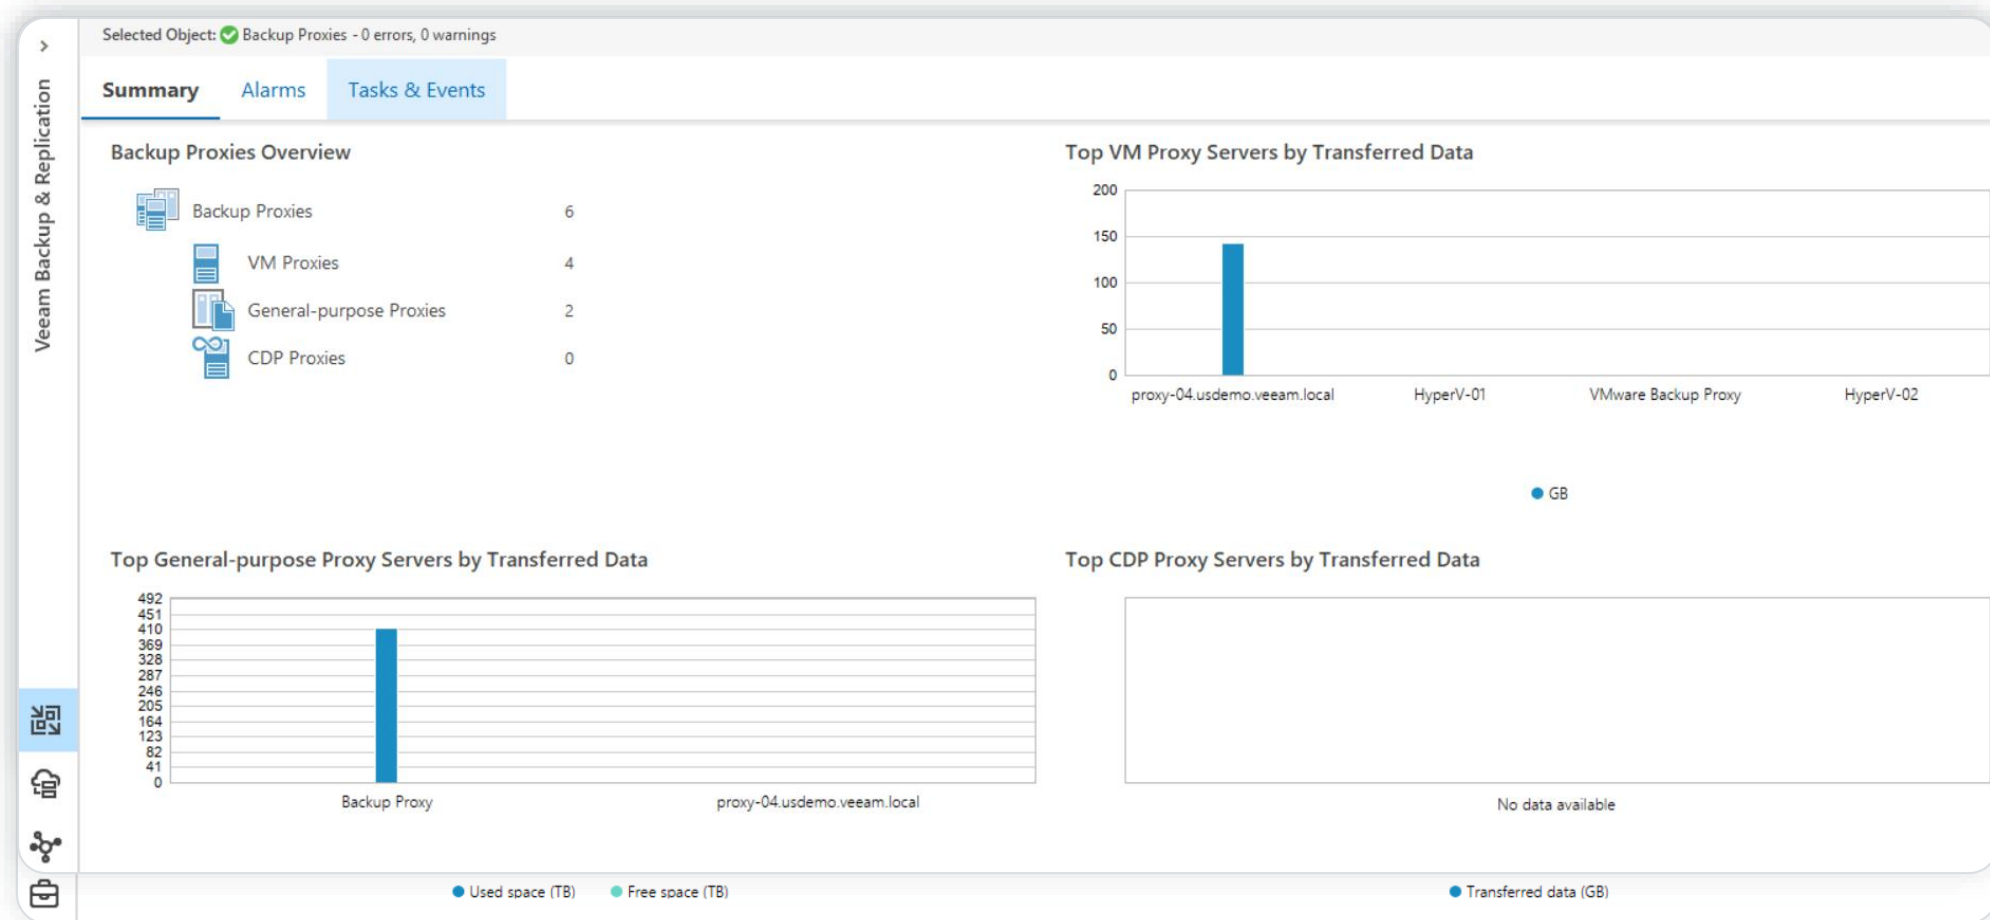 Selected Object: Backup Proxies - 0 errors, 0 warnings
Veeam Backup & Replication
Summary Alarms Tasks & Events
Backup Proxies Overview
Backup Proxies 6
VM Proxies 4
General-purpose Proxies 2
CDP Proxies 0
Top VM Proxy Servers by Transferred Data
200
150
100
50
0
proxy-04.usdemo.veeam.local HyperV-01 VMware Backup Proxy HyperV-02
GB
Top General-purpose Proxy Servers by Transferred Data
492
451
410
369
328
287
246
205
164
123
82
41
0
Backup Proxy proxy-04.usdemo.veeam.local
Top CDP Proxy Servers by Transferred Data
No data available
Used space (TB) Free space (TB)
Transferred data (GB)